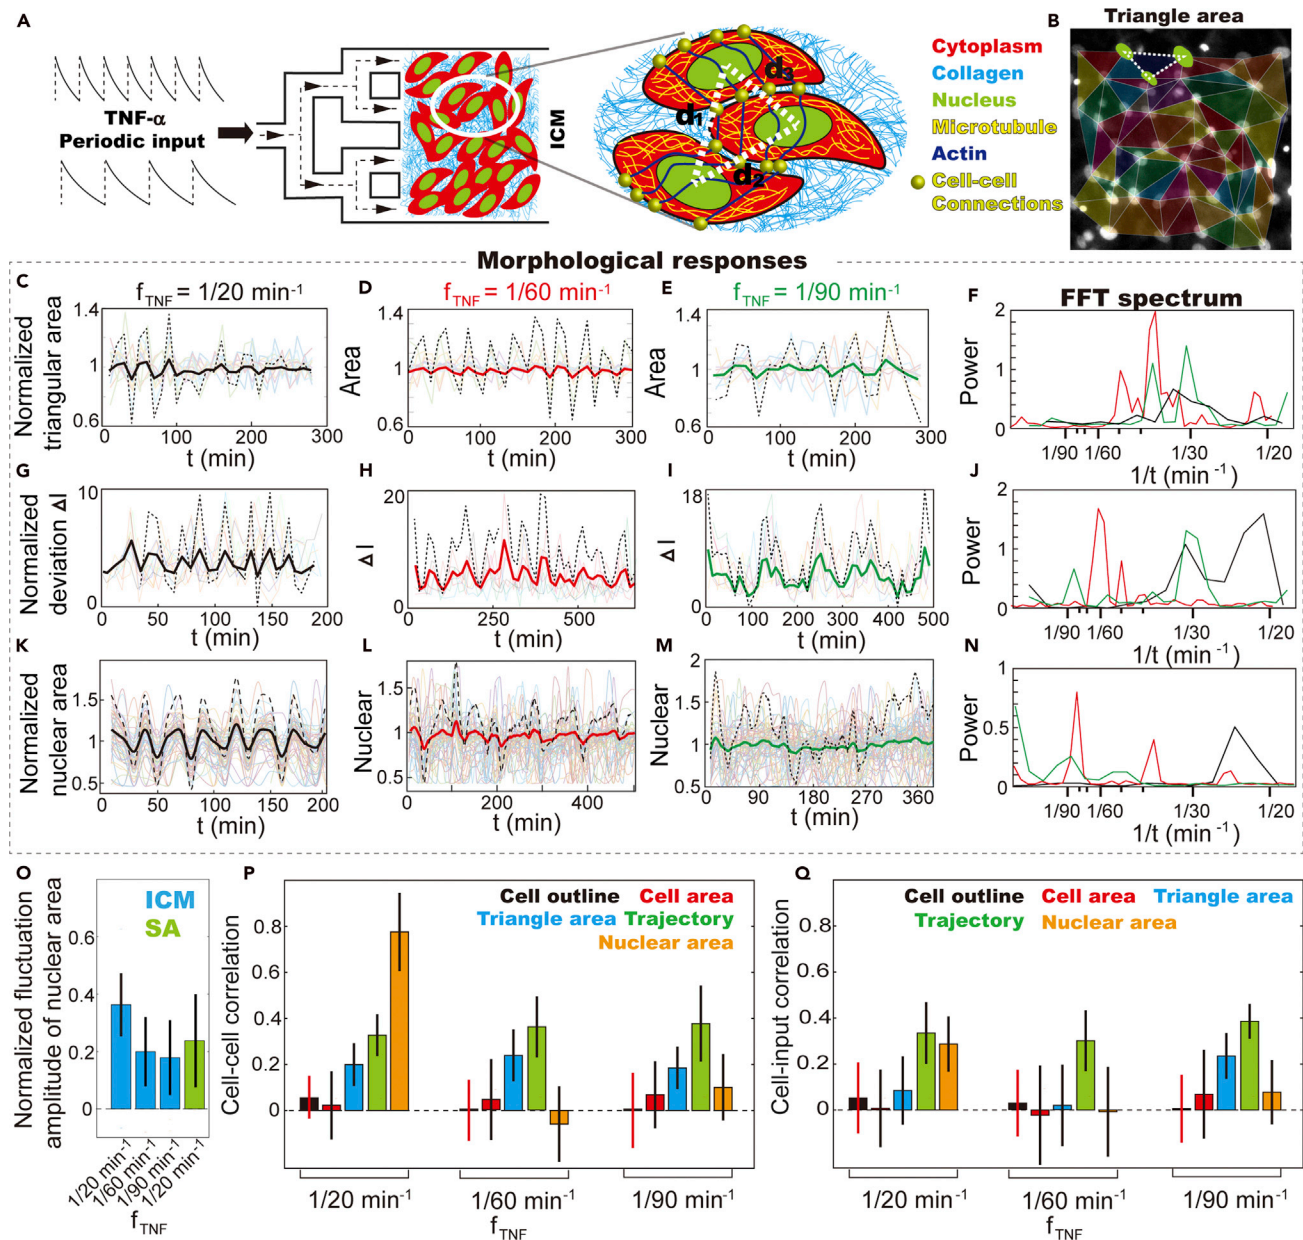 A
TNF-α
Periodic input
ICM
d1
d2
d3
Cytoplasm
Collagen
Nucleus
Microtubule
Actin
Cell-cell
Connections
B
Triangle area
Morphological responses
C
fTNF = 1/20 min-1
Normalized
triangular area
1.4
1
0.6
0
100
200
300
t (min)
D
fTNF = 1/60 min-1
Area
1.4
1
0.6
0
100
200
300
t (min)
E
fTNF = 1/90 min-1
Area
1.4
1
0.6
0
100
200
300
t (min)
F
FFT spectrum
Power
2
1
0
1/90
1/60
1/30
1/20
1/t (min -1)
G
Normalized
deviation Δl
10
0
0
50
100
150
200
t (min)
H
Δl
20
10
0
0
250
500
t (min)
I
Δl
18
9
0
0
100
200
300
400
500
t (min)
J
Power
2
1
0
1/90
1/60
1/30
1/20
1/t (min -1)
K
Normalized
nuclear area
1.5
1
0.5
0
50
100
150
200
t (min)
L
Nuclear
1.5
1
0.5
0
200
400
t (min)
M
Nuclear
2
1.5
1
0.5
0
90
180
270
360
t (min)
N
Power
1
0.5
0
1/90
1/60
1/30
1/20
1/t (min -1)
O
Normalized fluctuation
amplitude of nuclear area
ICM
SA
0.6
0.4
0.2
0
1/20 min-1
1/60 min-1
1/90 min-1
1/20 min-1
fTNF
P
Cell-cell correlation
Cell outline Cell area
Triangle area Trajectory
Nuclear area
0.8
0.6
0.4
0.2
0
1/20 min-1
1/60 min-1
1/90 min-1
fTNF
Q
Cell-input correlation
Cell outline Cell area Triangle area
Trajectory Nuclear area
0.8
0.6
0.4
0.2
0
1/20 min-1
1/60 min-1
1/90 min-1
fTNF